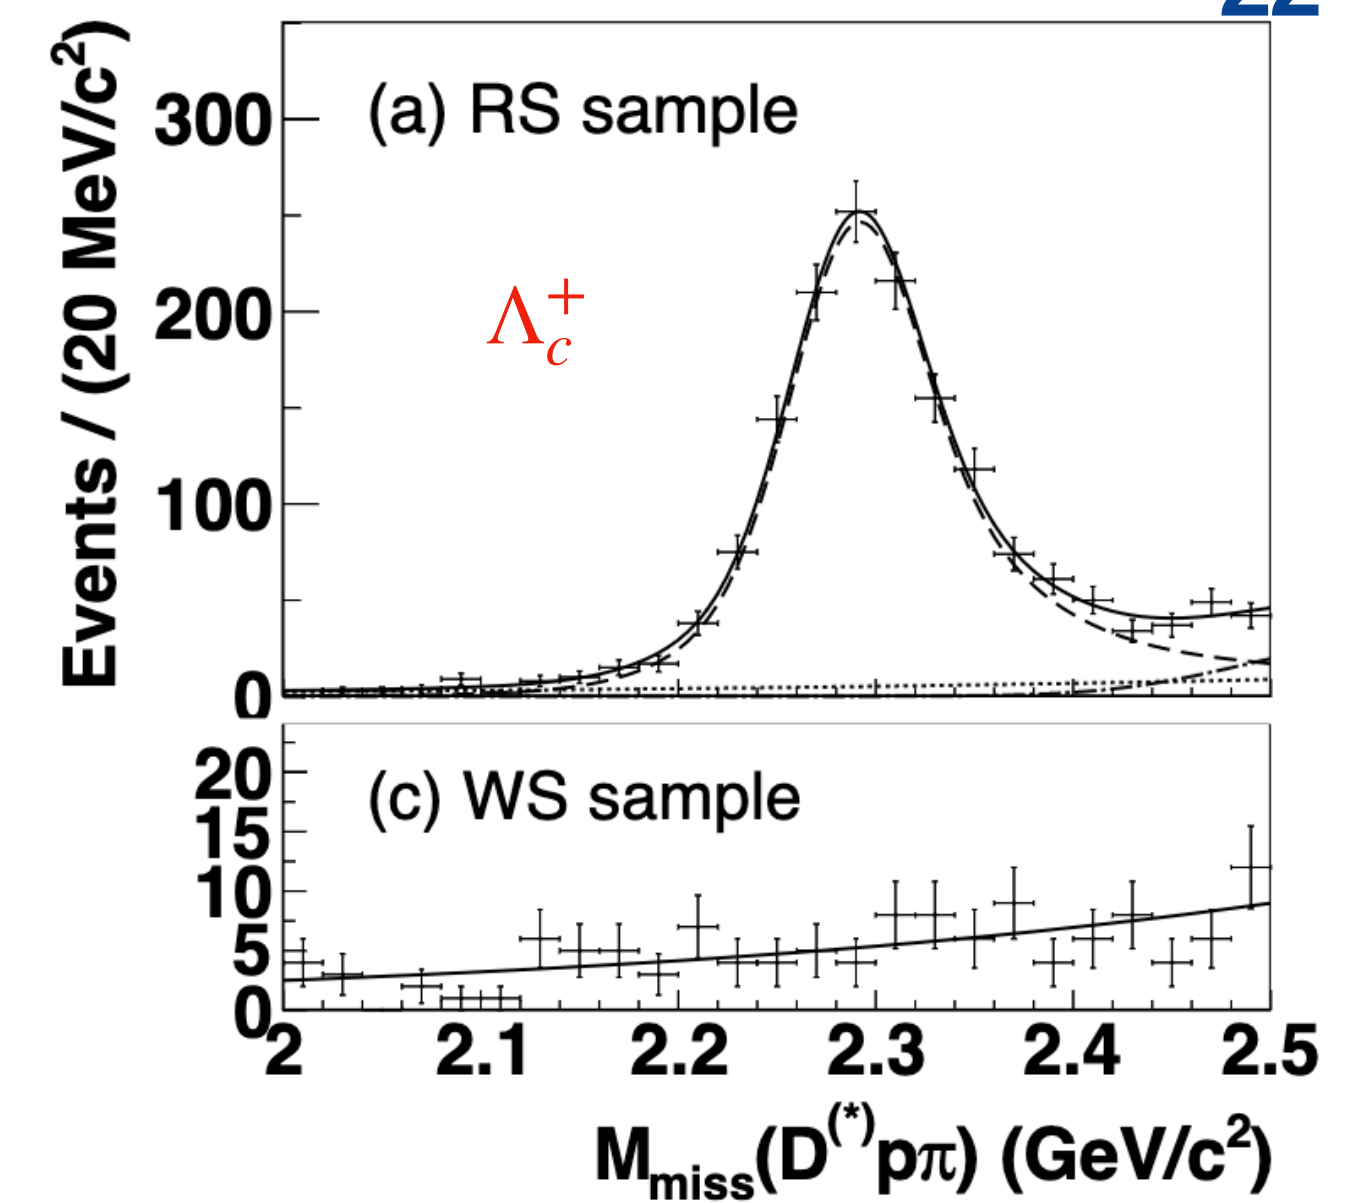 22
Events / (20 MeV/c²)
(a) RS sample
300
200
100
0
Λc⁺
(c) WS sample
20
15
10
5
0
2 2.1 2.2 2.3 2.4 2.5
Mmiss(D(*)pπ) (GeV/c²)